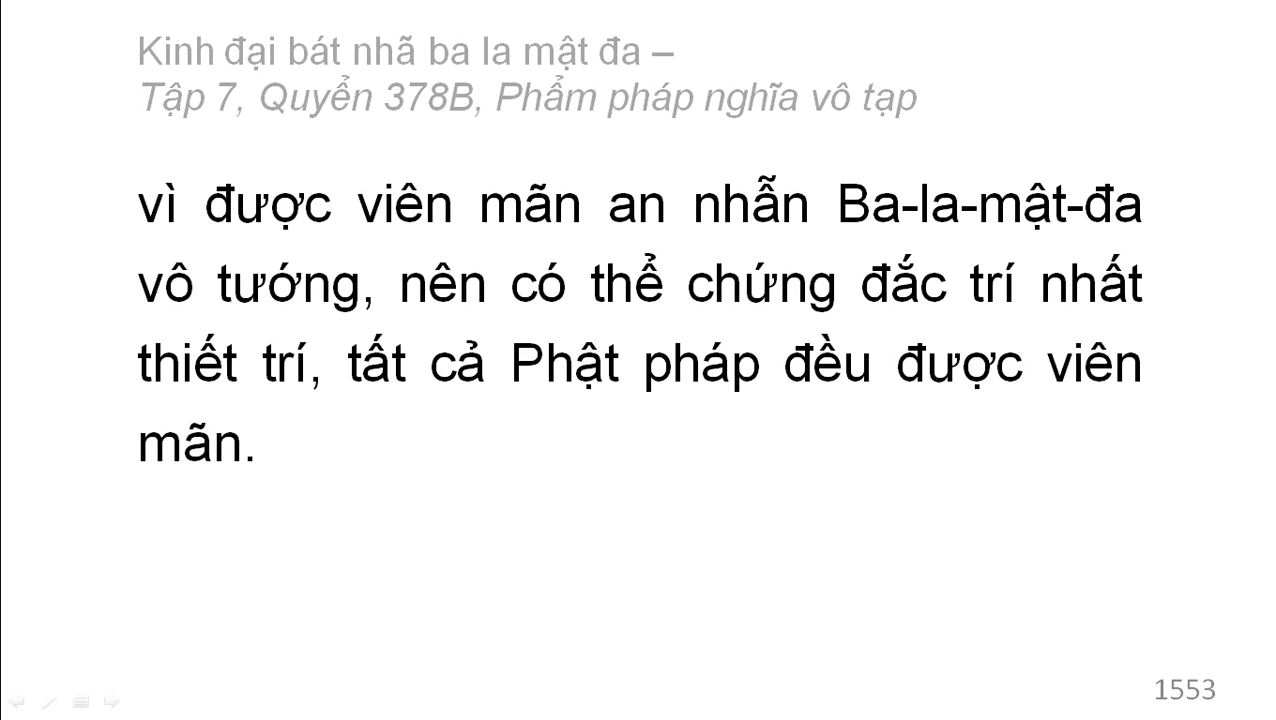 Kinh đại bát nhã ba la mật đa –
Tập 7, Quyển 378B, Phẩm pháp nghĩa vô tạp
vì được viên mãn an nhẫn Ba-la-mật-đa
vô tướng, nên có thể chứng đắc trí nhất
thiết trí, tất cả Phật pháp đều được viên
mãn.
1553